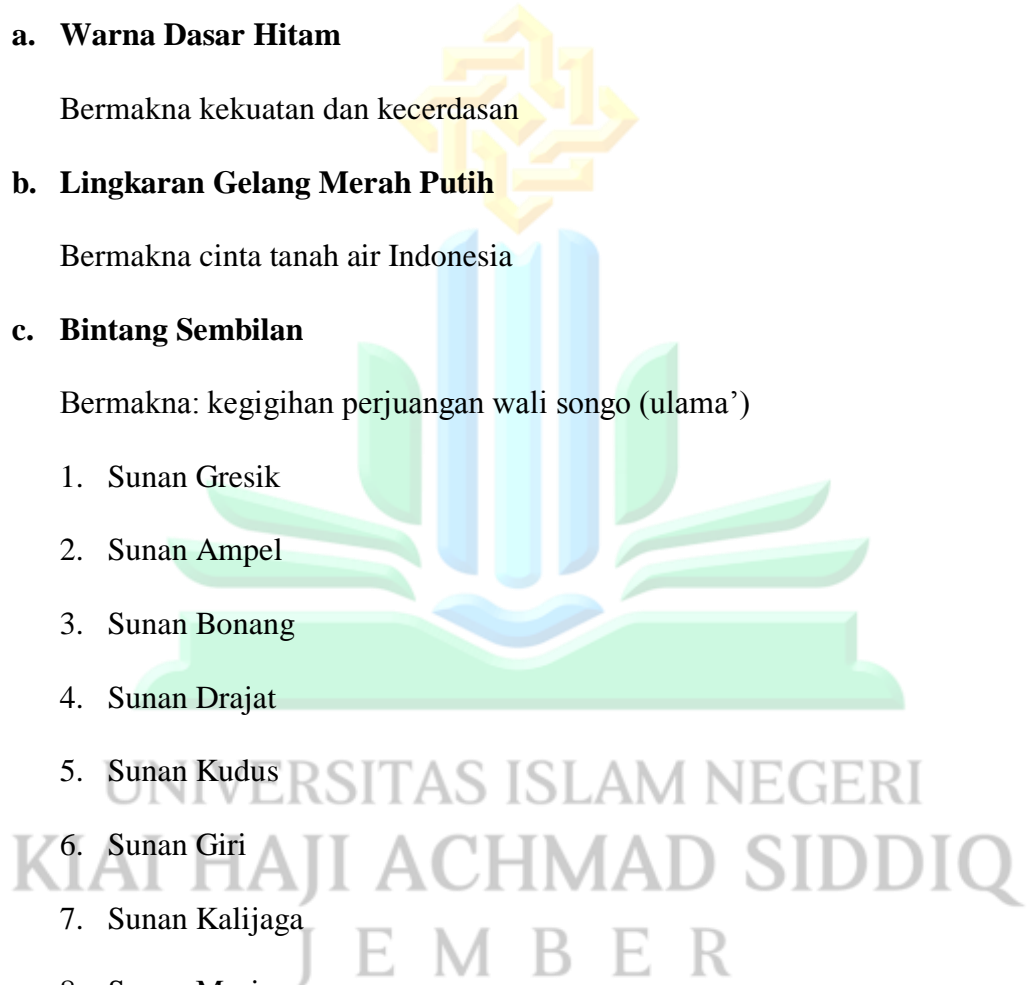 a. Warna Dasar Hitam
Bermakna kekuatan dan kecerdasan
b. Lingkaran Gelang Merah Putih
Bermakna cinta tanah air Indonesia
c. Bintang Sembilan
Bermakna: kegigihan perjuangan wali songo (ulama’)
1. Sunan Gresik
2. Sunan Ampel
3. Sunan Bonang
4. Sunan Drajat
5. Sunan Kudus
UNIVERSITAS ISLAM NEGERI
6. Sunan Giri
KIAI HAJI ACHMAD SIDDIQ
7. Sunan Kalijaga
JEMBER